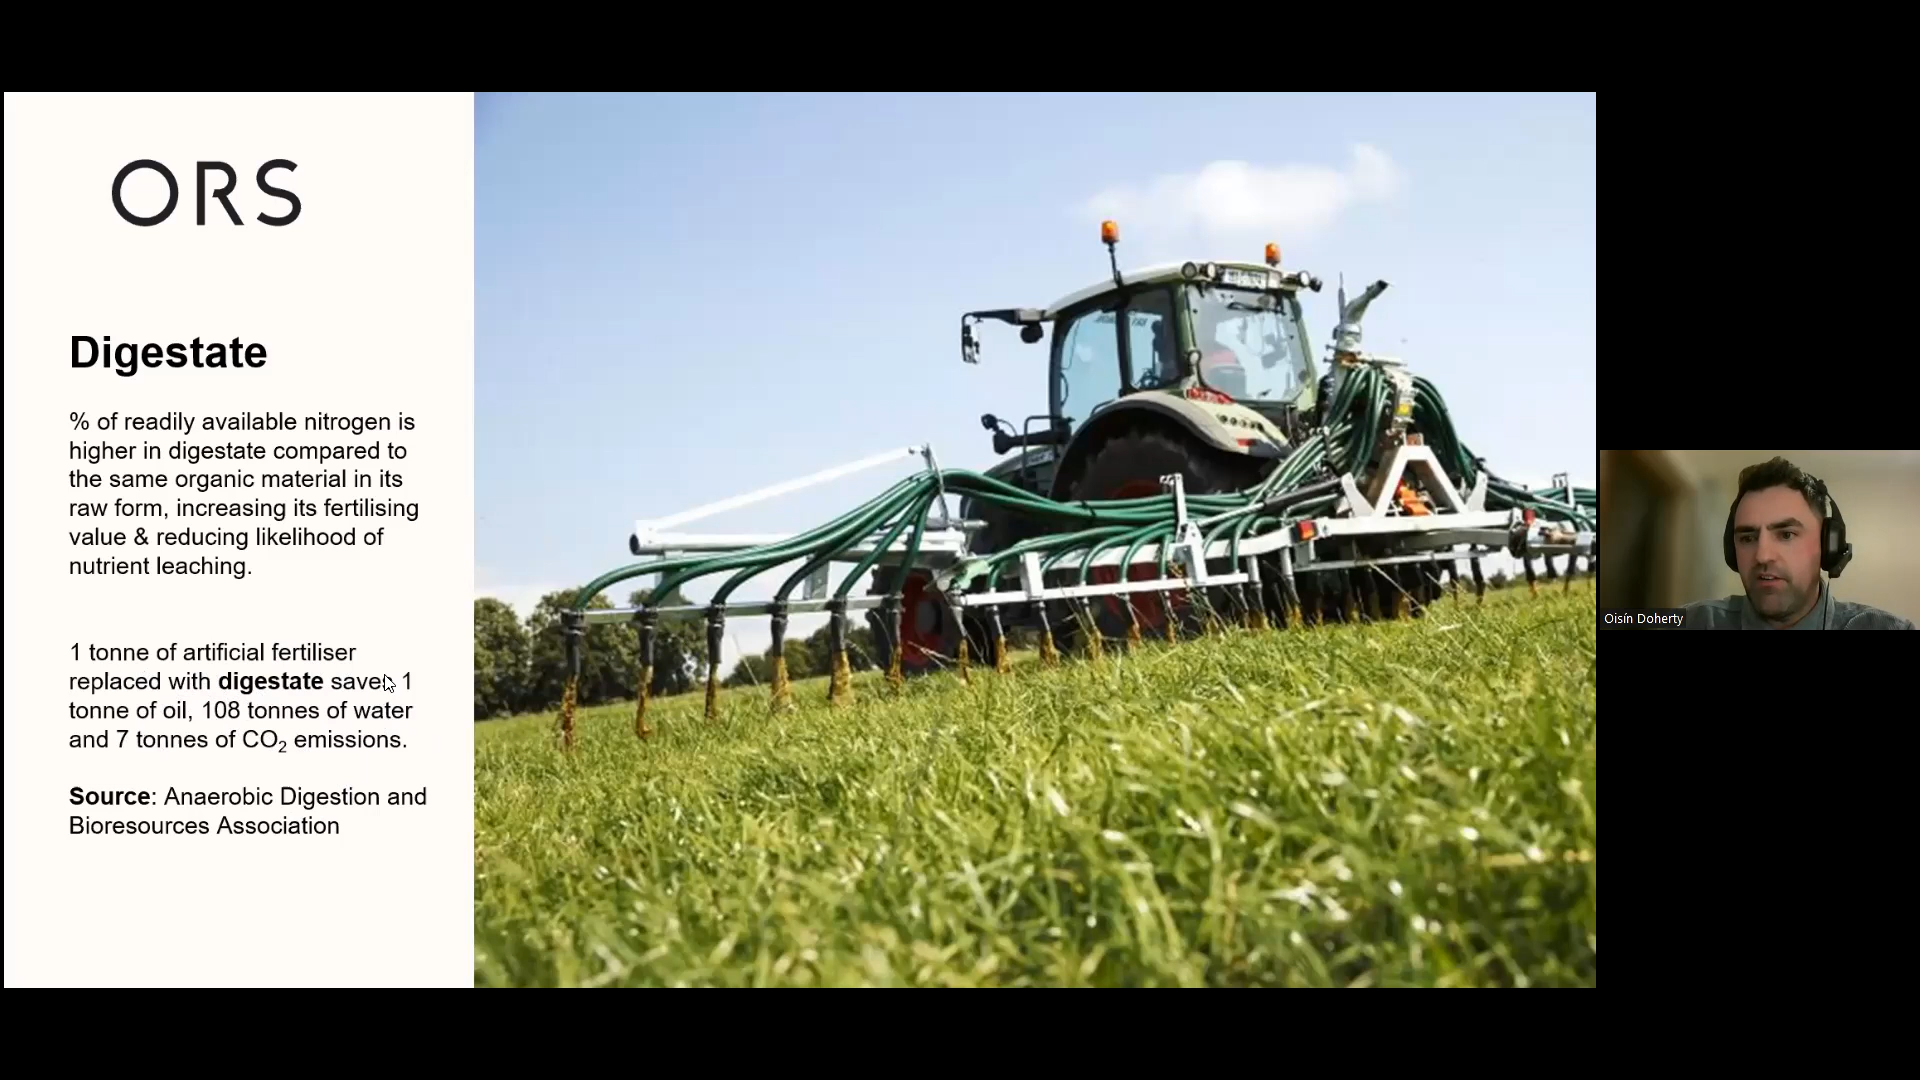 ORS
Digestate
% of readily available nitrogen is
higher in digestate compared to
the same organic material in its
raw form, increasing its fertilising
value & reducing likelihood of
nutrient leaching.
1 tonne of artificial fertiliser
replaced with digestate saves 1
tonne of oil, 108 tonnes of water
and 7 tonnes of CO₂ emissions.
Source: Anaerobic Digestion and
Bioresources Association
Oisín Doherty